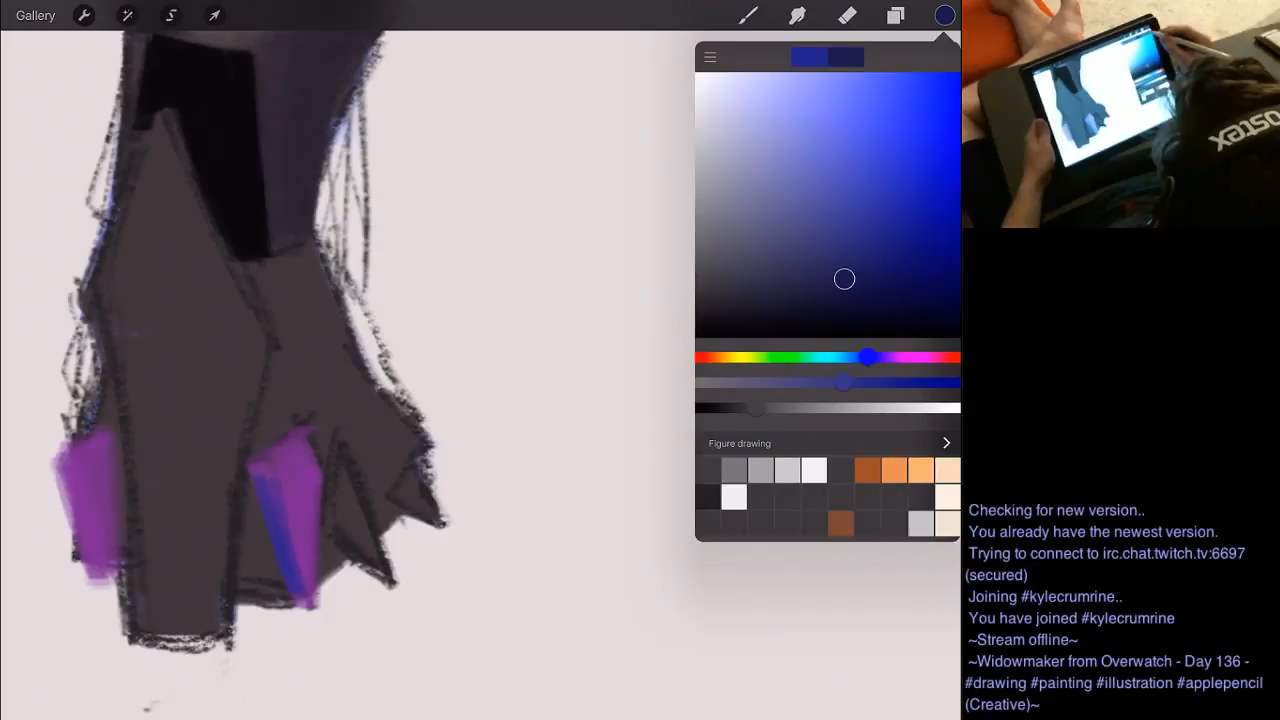 Gallery
Figure drawing
Checking for new version..
You already have the newest version.
Trying to connect to irc.chat.twitch.tv:6697
(secured)
Joining #kylecrumrine..
You have joined #kylecrumrine
~Stream offline~
~Widowmaker from Overwatch - Day 136 -
#drawing #painting #illustration #applepencil
(Creative)~